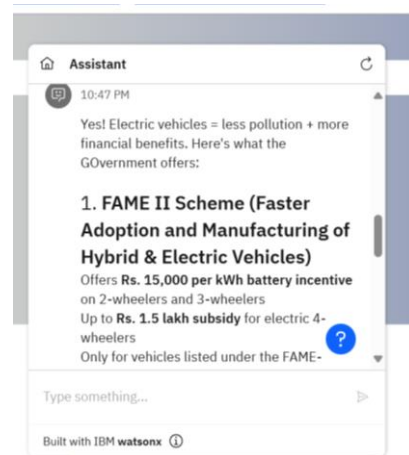 Assistant
10:47 PM
Yes! Electric vehicles = less pollution + more
financial benefits. Here's what the
GOvernment offers:
1. FAME II Scheme (Faster
Adoption and Manufacturing of
Hybrid & Electric Vehicles)
Offers Rs. 15,000 per kWh battery incentive
on 2-wheelers and 3-wheelers
Up to Rs. 1.5 lakh subsidy for electric 4-
wheelers
?
Only for vehicles listed under the FAME-
Type something...
Built with IBM watsonx